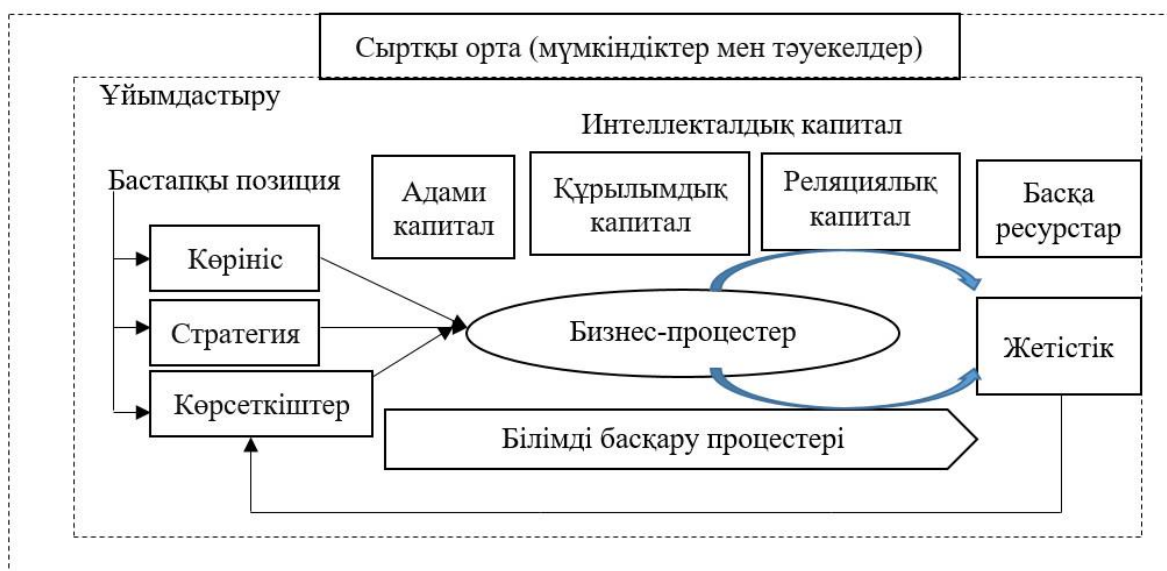 Сыртқы орта (мүмкіндіктер мен тәуекелдер)
Ұйымдастыру
Интеллекталдық капитал
Бастапқы позиция
Адами
капитал
Құрылымдық
капитал
Реляциялық
капитал
Басқа
ресурстар
Көрініс
Стратегия
Көрсеткіштер
Бизнес-процестер
Жетістік
Білімді басқару процестері